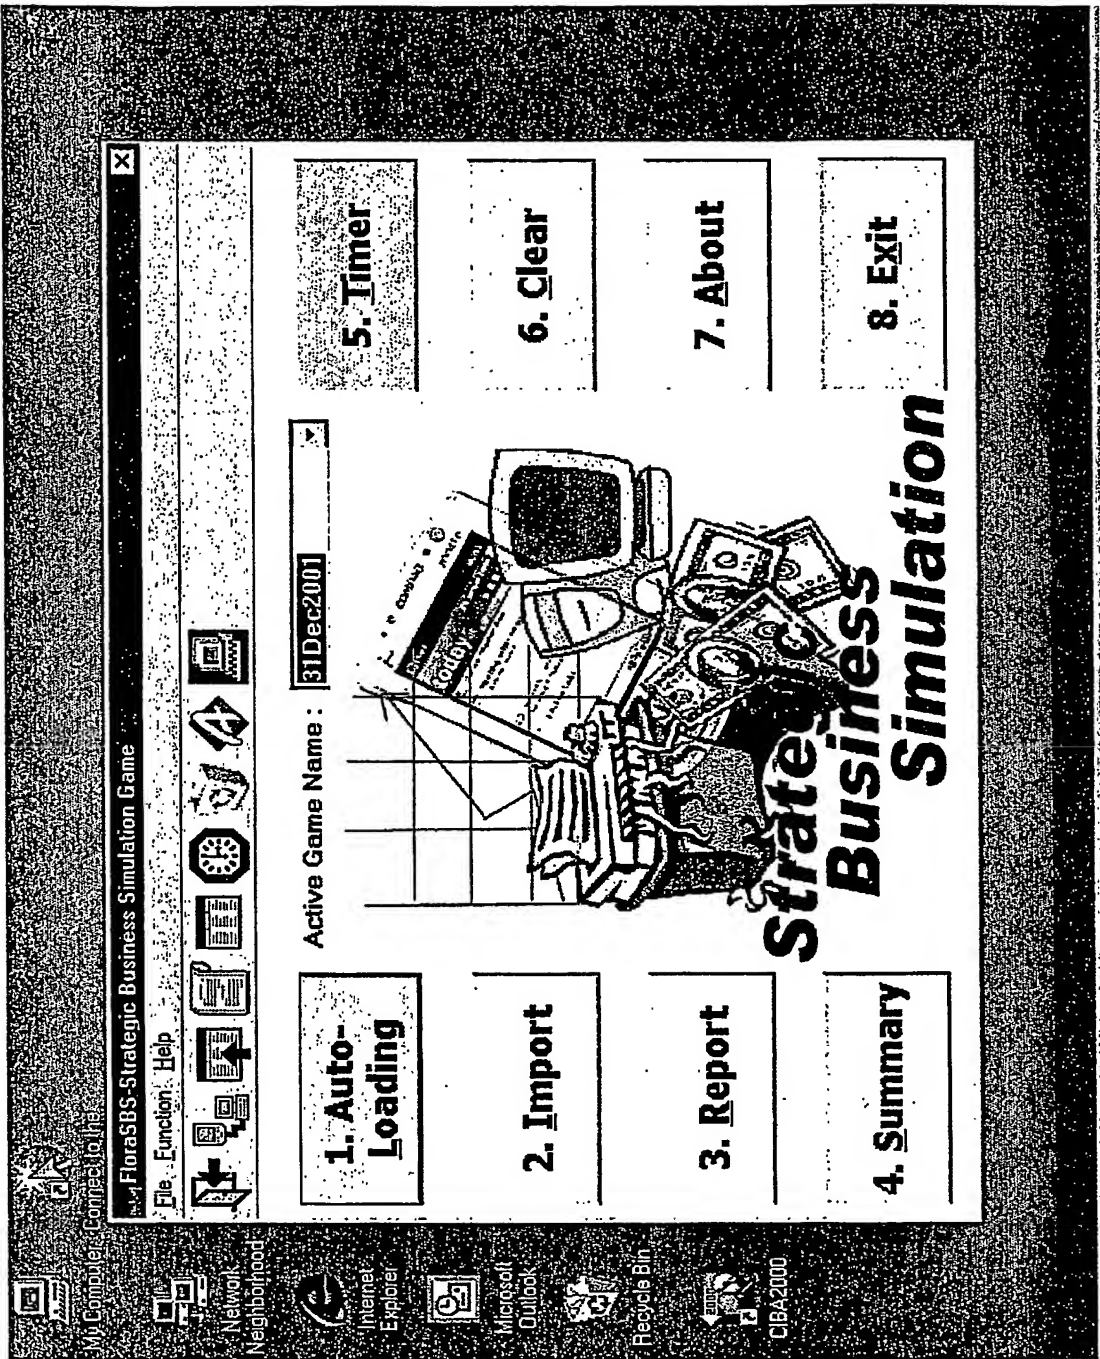 My Computer
Connect to the
Network
Neighborhood
Internet
Explorer
Microsoft
Outlook
Recycle Bin
CIBA2000
FloraSBS-Strategic Business Simulation Game
File Function Help
Active Game Name :
31Dec2001
1. Auto-
Loading
2. Import
3. Report
4. Summary
5. Timer
6. Clear
7. About
8. Exit
Today
Business
Simulation